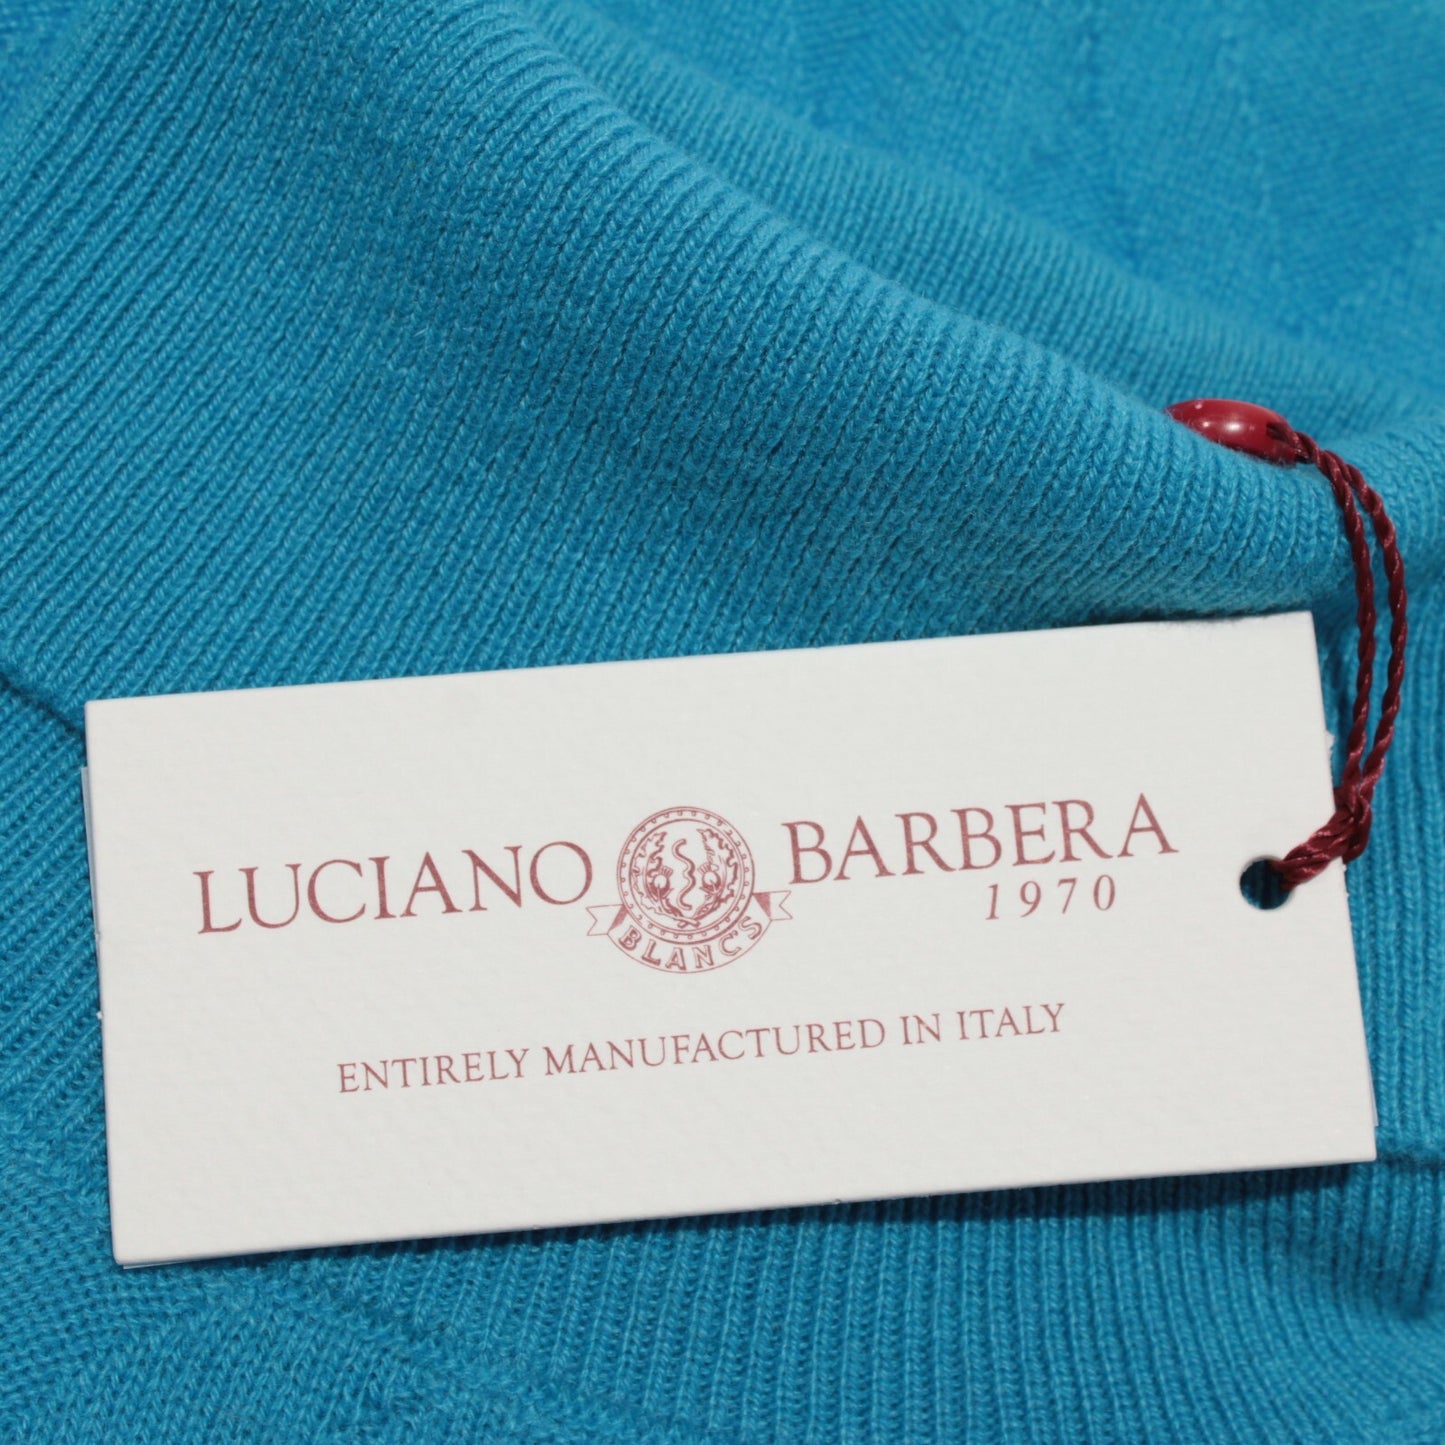 LUCIANO BARBERA
1970
BLANC'S
ENTIRELY MANUFACTURED IN ITALY